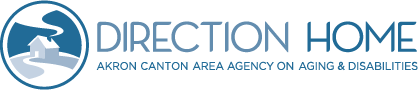 DIRECTION HOME
AKRON CANTON AREA AGENCY ON AGING & DISABILITIES